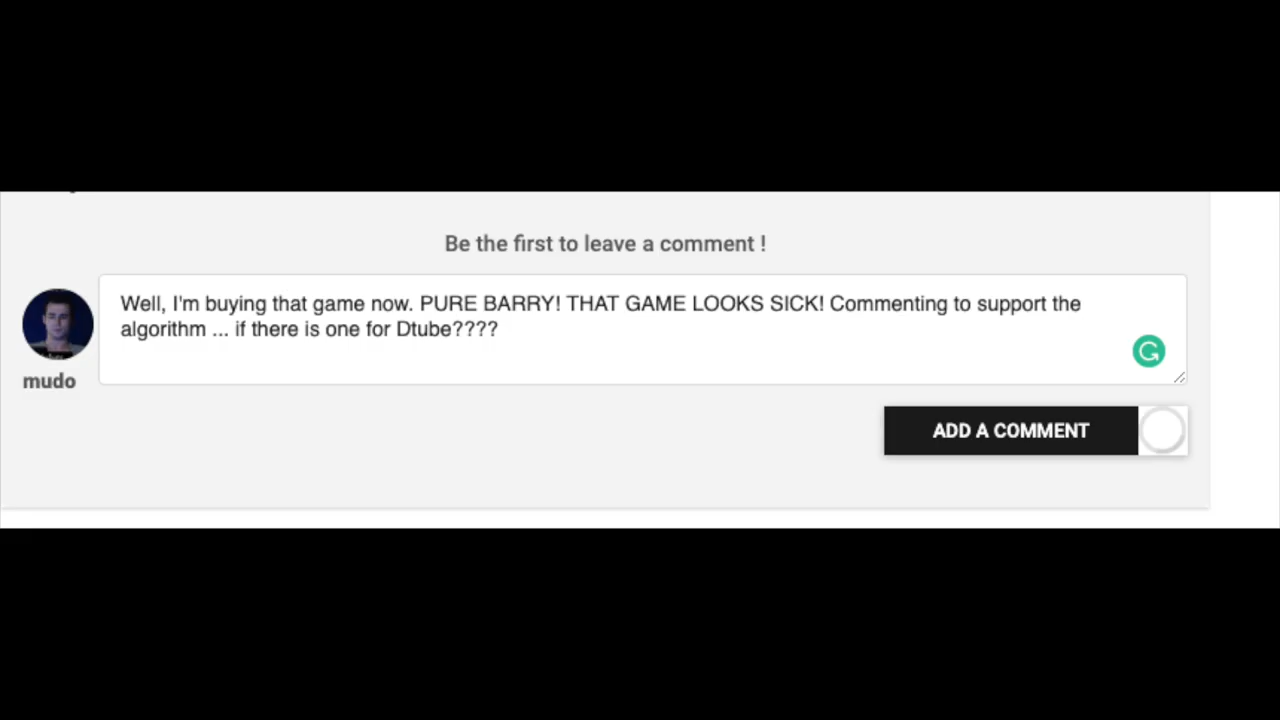 Be the first to leave a comment !
Well, I'm buying that game now. PURE BARRY! THAT GAME LOOKS SICK! Commenting to support the
algorithm ... if there is one for Dtube????
mudo
ADD A COMMENT